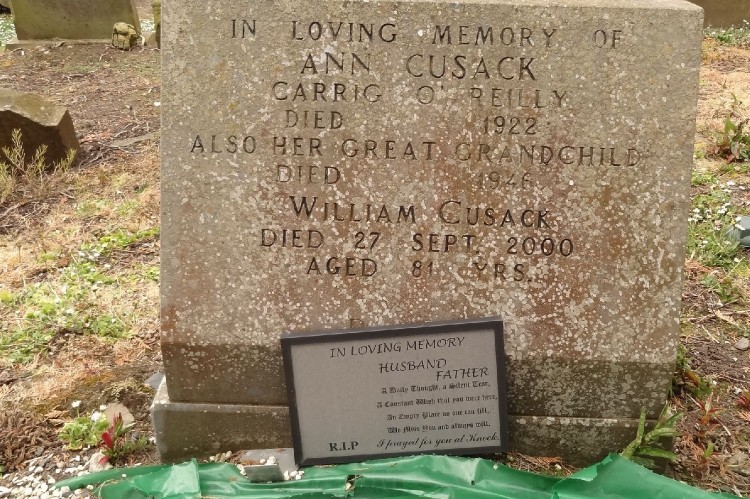 IN LOVING MEMORY OF
ANN CUSACK
CARRIG O'REILLY
DIED 1922
ALSO HER GREAT GRANDCHILD
DIED 1946
WILLIAM CUSACK
DIED 27 SEPT. 2000
AGED 81 YRS.
IN LOVING MEMORY
HUSBAND
FATHER
A Daily Thought, a Silent Tear,
A Constant Wish that you were here,
An Empty Place no one can fill,
We Miss You and always will.
R.I.P I prayed for you at Knock.